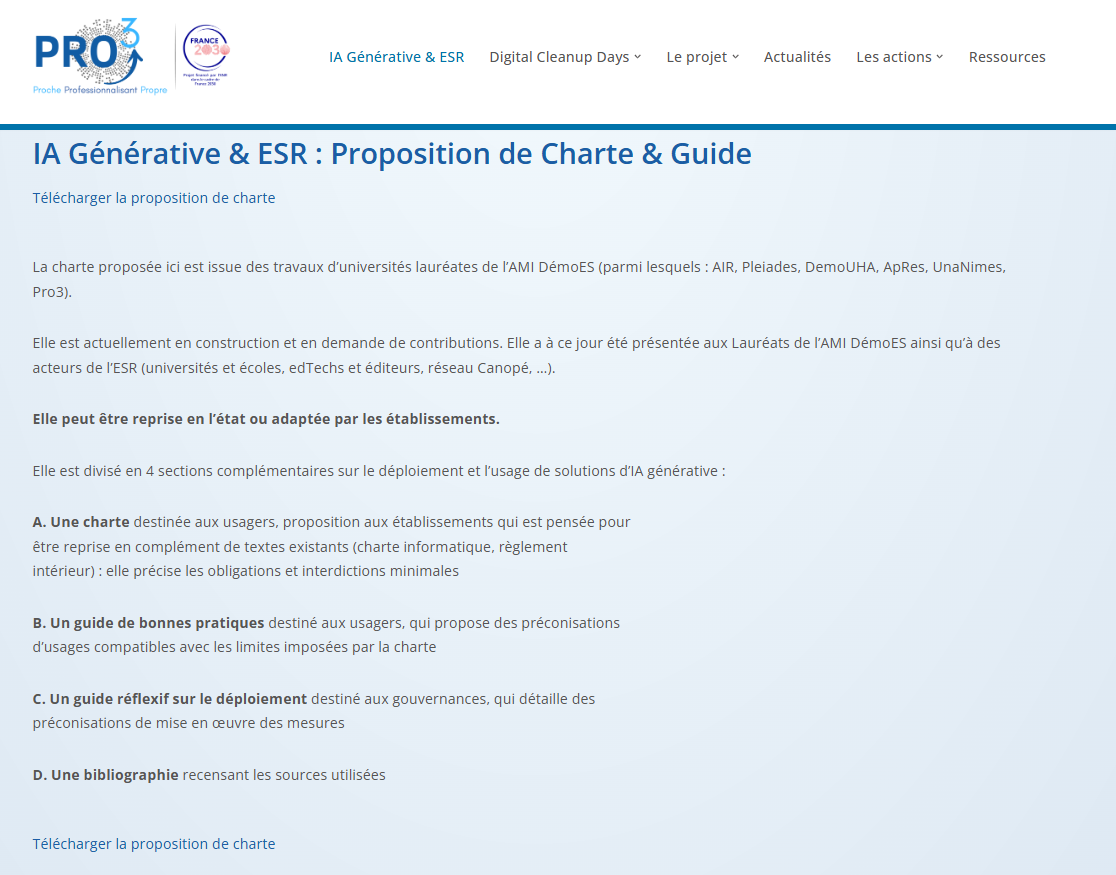 PRO3
Proche Professionnalisant Propre
FRANCE
2030
Projet financé par l'État
dans le cadre de
France 2030
IA Générative & ESR
Digital Cleanup Days
Le projet
Actualités
Les actions
Ressources
IA Générative & ESR : Proposition de Charte & Guide
Télécharger la proposition de charte
La charte proposée ici est issue des travaux d’universités lauréates de l’AMI DémoES (parmi lesquels : AIR, Pleiades, DemoUHA, ApRes, UnaNimes,
Pro3).
Elle est actuellement en construction et en demande de contributions. Elle a à ce jour été présentée aux Lauréats de l’AMI DémoES ainsi qu’à des
acteurs de l’ESR (universités et écoles, edTechs et éditeurs, réseau Canopé, …).
Elle peut être reprise en l’état ou adaptée par les établissements.
Elle est divisé en 4 sections complémentaires sur le déploiement et l’usage de solutions d’IA générative :
A. Une charte destinée aux usagers, proposition aux établissements qui est pensée pour
être reprise en complément de textes existants (charte informatique, règlement
intérieur) : elle précise les obligations et interdictions minimales
B. Un guide de bonnes pratiques destiné aux usagers, qui propose des préconisations
d’usages compatibles avec les limites imposées par la charte
C. Un guide réflexif sur le déploiement destiné aux gouvernances, qui détaille des
préconisations de mise en œuvre des mesures
D. Une bibliographie recensant les sources utilisées
Télécharger la proposition de charte